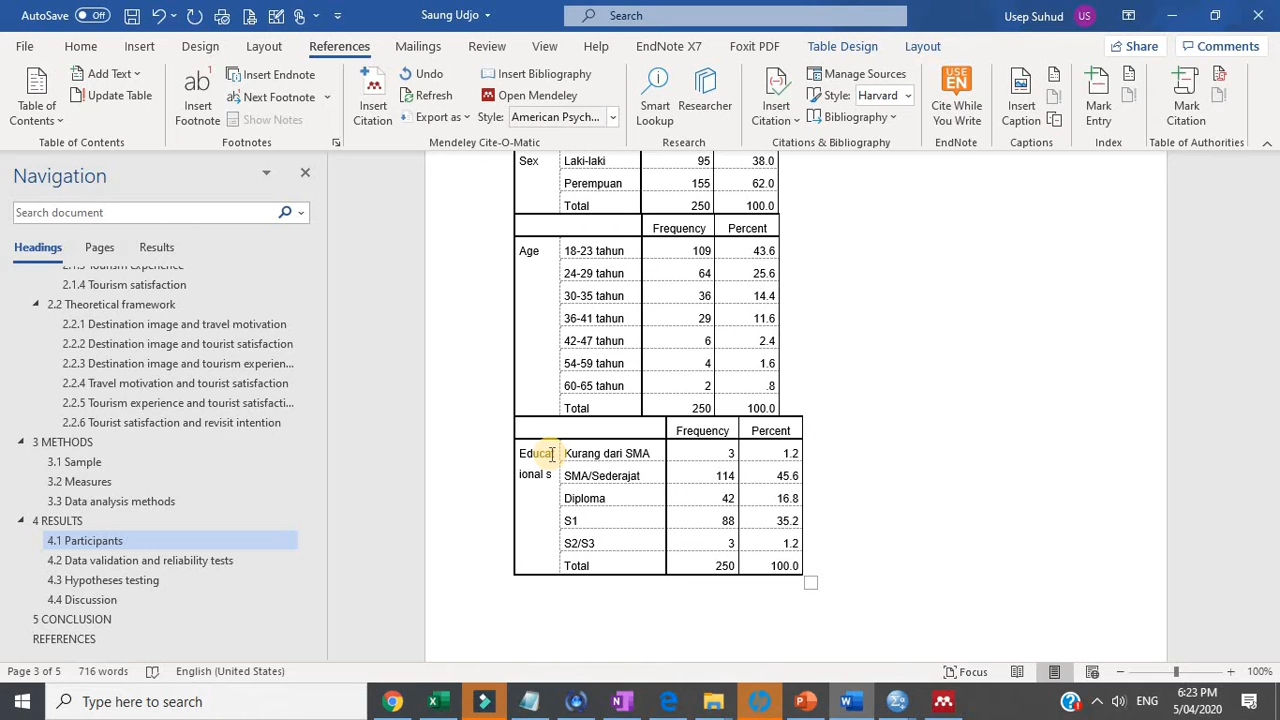 AutoSave Off Saung Udjo Search Usep Suhud US
File Home Insert Design Layout References Mailings Review View Help EndNote X7 Foxit PDF Table Design Layout Share Comments
Table of Contents
Add Text
Update Table
Table of Contents
Insert Footnote
Insert Endnote
Next Footnote
Show Notes
Footnotes
Insert Citation
Undo
Refresh
Export as
Insert Bibliography
Open Mendeley
Style: American Psych...
Mendeley Cite-O-Matic
Smart Lookup
Researcher
Research
Insert Citation
Manage Sources
Style: Harvard
Bibliography
Citations & Bibliography
Cite While You Write
EndNote
Insert Caption
Captions
Mark Entry
Index
Mark Citation
Table of Authorities
Navigation
Search document
Headings Pages Results
2.1.4 Tourism satisfaction
2.2 Theoretical framework
2.2.1 Destination image and travel motivation
2.2.2 Destination image and tourist satisfaction
2.2.3 Destination image and tourism experien...
2.2.4 Travel motivation and tourist satisfaction
2.2.5 Tourism experience and tourist satisfacti...
2.2.6 Tourist satisfaction and revisit intention
3 METHODS
3.1 Sample
3.2 Measures
3.3 Data analysis methods
4 RESULTS
4.1 Participants
4.2 Data validation and reliability tests
4.3 Hypotheses testing
4.4 Discussion
5 CONCLUSION
REFERENCES
Sex Laki-laki 95 38.0
Perempuan 155 62.0
Total 250 100.0
Frequency Percent
Age 18-23 tahun 109 43.6
24-29 tahun 64 25.6
30-35 tahun 36 14.4
36-41 tahun 29 11.6
42-47 tahun 6 2.4
54-59 tahun 4 1.6
60-65 tahun 2 .8
Total 250 100.0
Frequency Percent
Educa Kurang dari SMA 3 1.2
ional s SMA/Sederajat 114 45.6
Diploma 42 16.8
S1 88 35.2
S2/S3 3 1.2
Total 250 100.0
Page 3 of 5 716 words English (United States) Focus 100%
Type here to search ENG 6:23 PM
5/04/2020